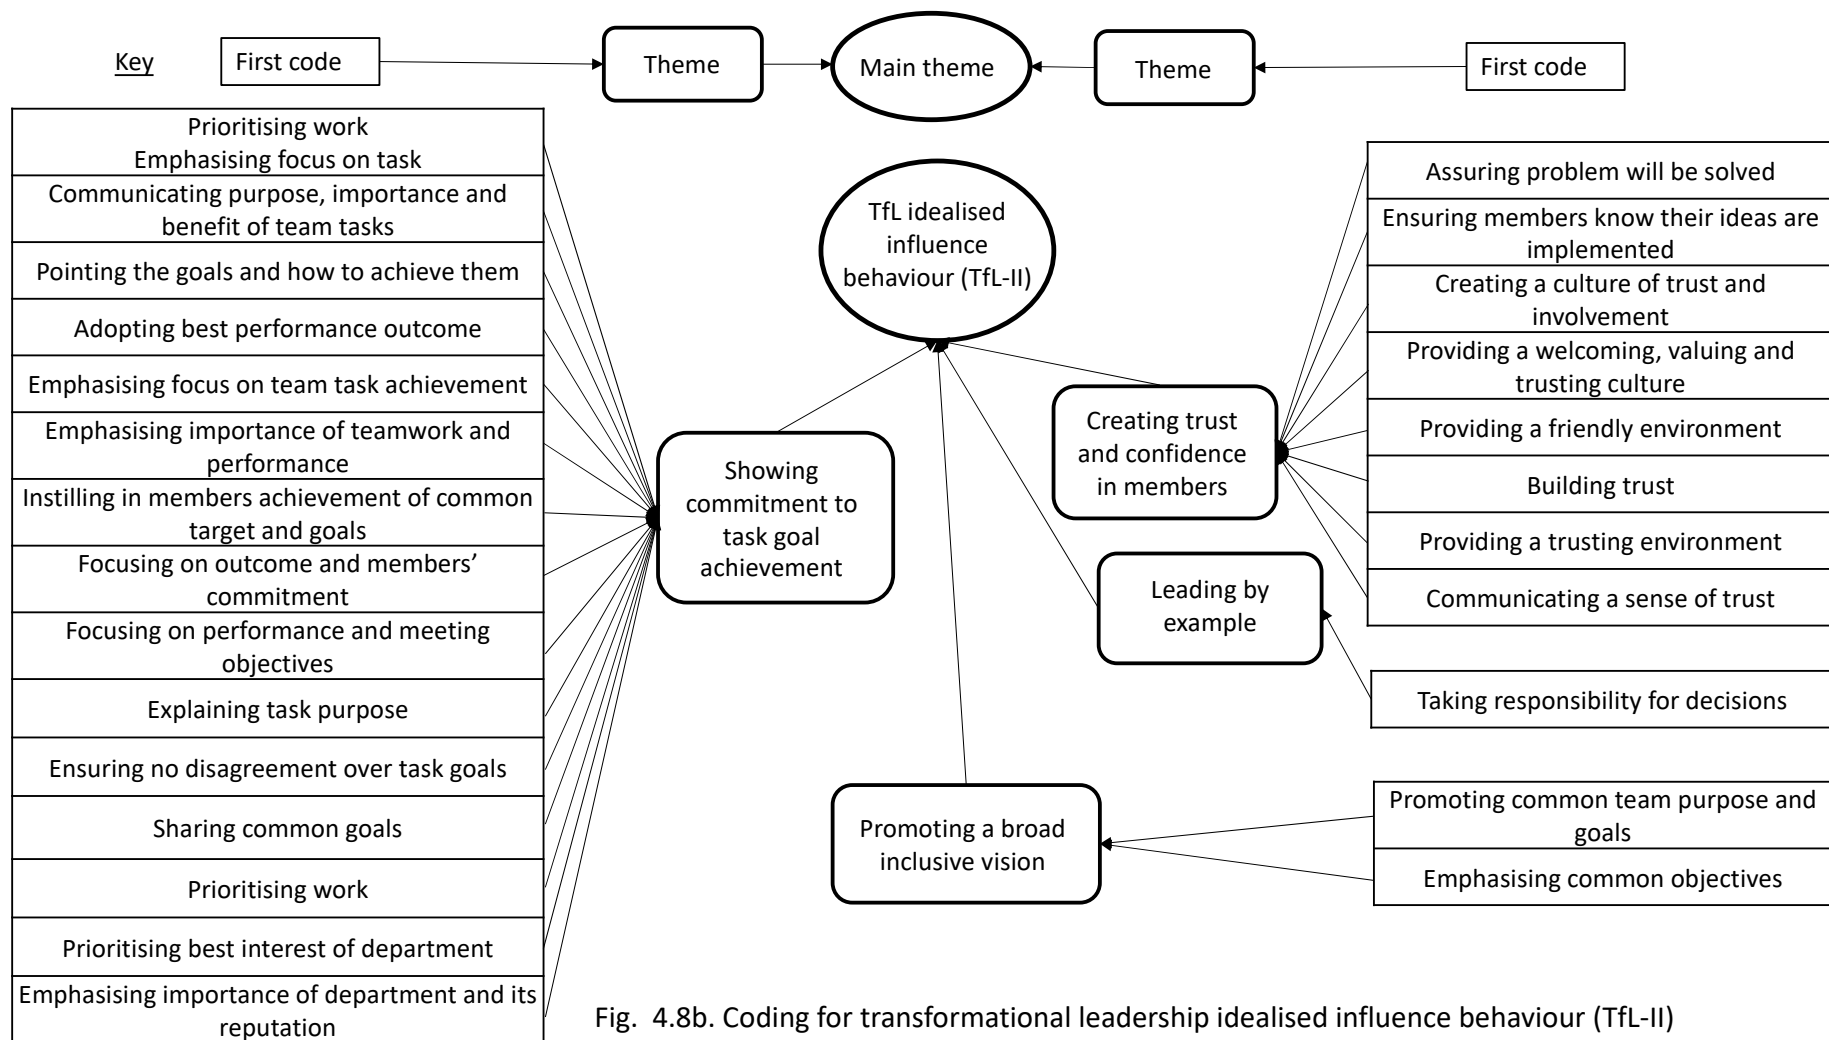 Key
First code
Theme
Main theme
Theme
First code
Prioritising work
Emphasising focus on task
Communicating purpose, importance and
benefit of team tasks
Pointing the goals and how to achieve them
Adopting best performance outcome
Emphasising focus on team task achievement
Emphasising importance of teamwork and
performance
Instilling in members achievement of common
target and goals
Focusing on outcome and members’
commitment
Focusing on performance and meeting
objectives
Explaining task purpose
Ensuring no disagreement over task goals
Sharing common goals
Prioritising work
Prioritising best interest of department
Emphasising importance of department and its
reputation
Showing
commitment to
task goal
achievement
TfL idealised
influence
behaviour (TfL-II)
Creating trust
and confidence
in members
Leading by
example
Promoting a broad
inclusive vision
Assuring problem will be solved
Ensuring members know their ideas are
implemented
Creating a culture of trust and
involvement
Providing a welcoming, valuing and
trusting culture
Providing a friendly environment
Building trust
Providing a trusting environment
Communicating a sense of trust
Taking responsibility for decisions
Promoting common team purpose and
goals
Emphasising common objectives
Fig. 4.8b. Coding for transformational leadership idealised influence behaviour (TfL-II)